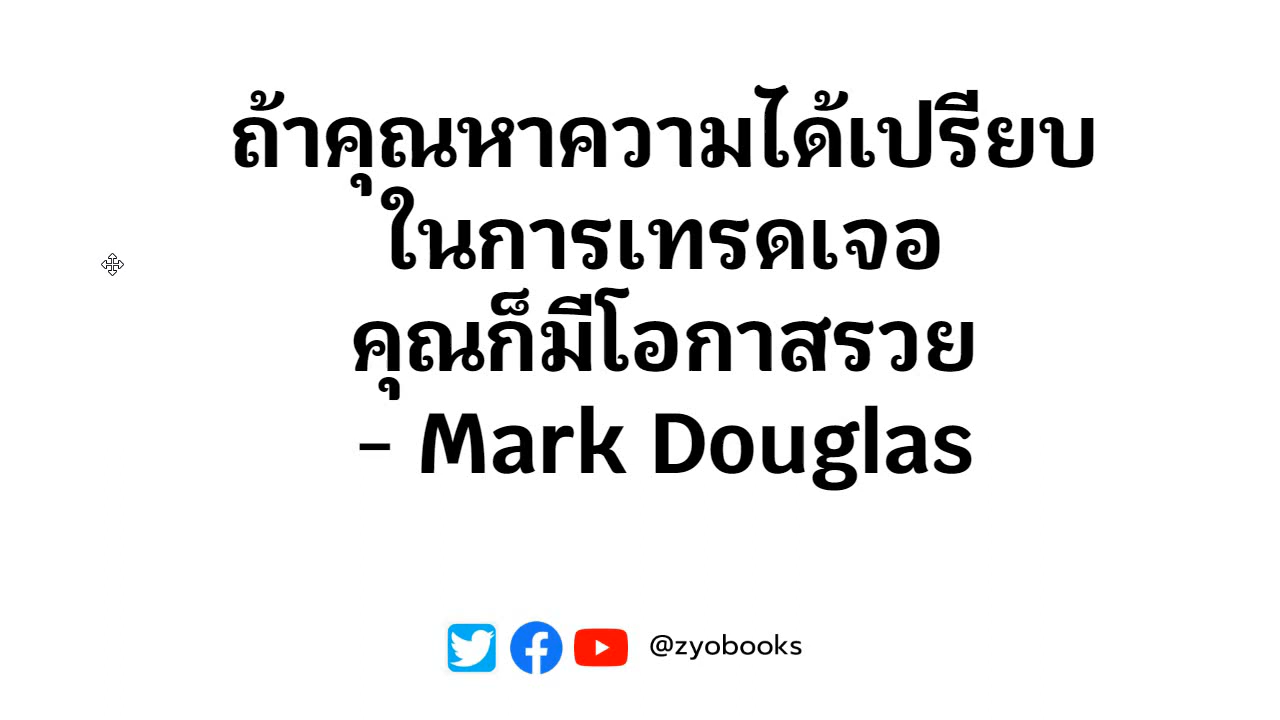 ถ้าคุณหาความได้เปรียบ
ในการเทรดเจอ
คุณก็มีโอกาสรวย
- Mark Douglas
@zyobooks